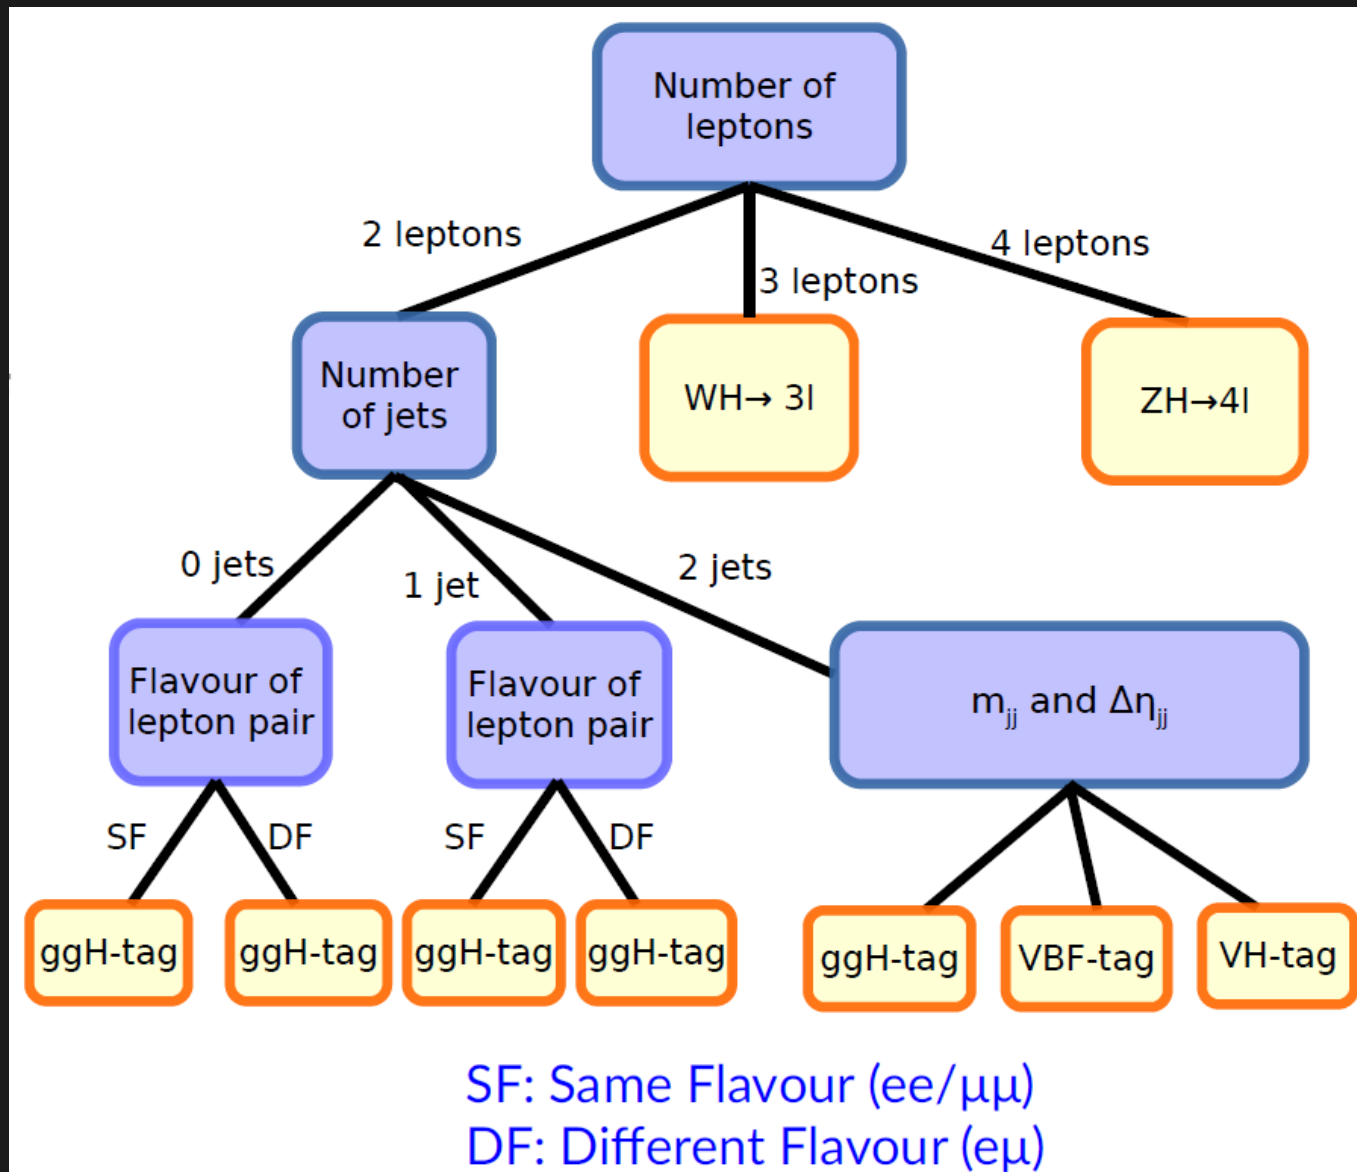 Number of
leptons
2 leptons
4 leptons
3 leptons
Number
of jets
WH→ 3l
ZH→4l
0 jets
1 jet
2 jets
Flavour of
lepton pair
Flavour of
lepton pair
mjj and Δηjj
SF
DF
SF
DF
ggH-tag
ggH-tag
ggH-tag
ggH-tag
ggH-tag
VBF-tag
VH-tag
SF: Same Flavour (ee/μμ)
DF: Different Flavour (eμ)